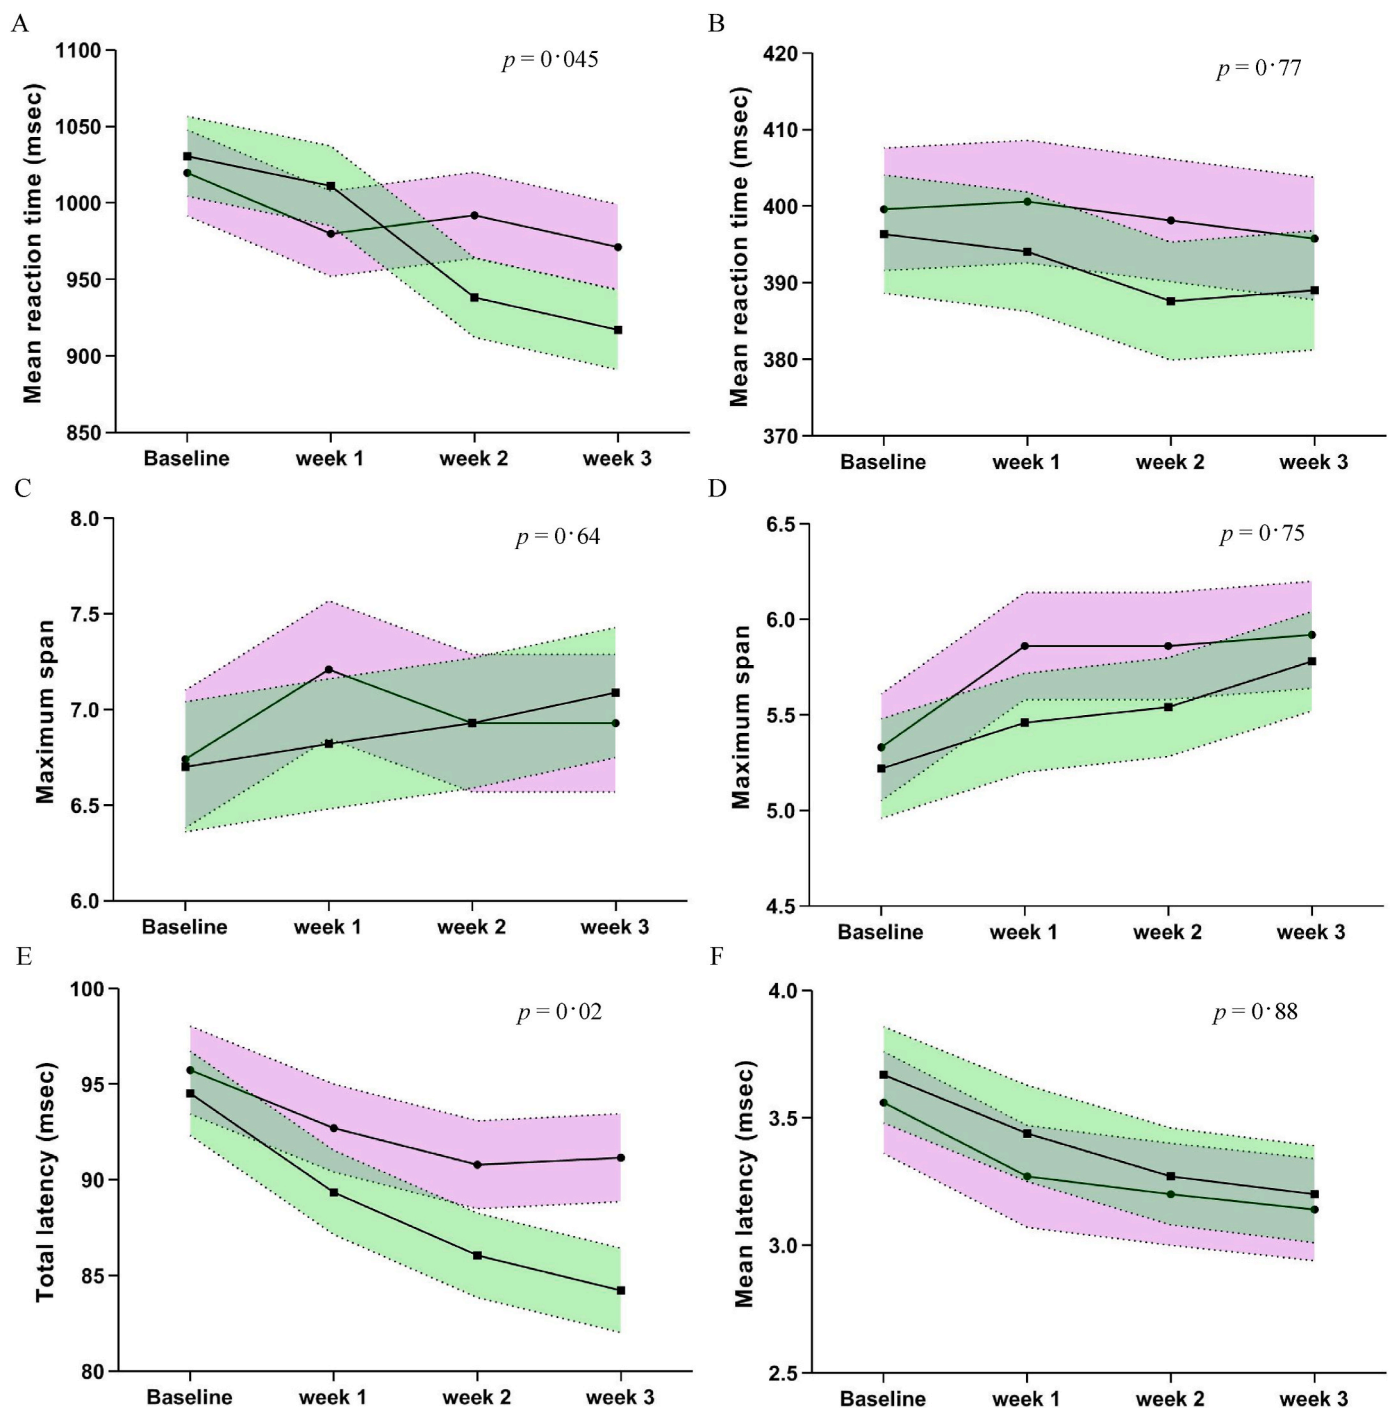 A
p = 0·045
Mean reaction time (msec)
1100
1050
1000
950
900
850
Baseline week 1 week 2 week 3
B
p = 0·77
Mean reaction time (msec)
420
410
400
390
380
370
Baseline week 1 week 2 week 3
C
p = 0·64
Maximum span
8.0
7.5
7.0
6.5
6.0
Baseline week 1 week 2 week 3
D
p = 0·75
Maximum span
6.5
6.0
5.5
5.0
4.5
Baseline week 1 week 2 week 3
E
p = 0·02
Total latency (msec)
100
95
90
85
80
Baseline week 1 week 2 week 3
F
p = 0·88
Mean latency (msec)
4.0
3.5
3.0
2.5
Baseline week 1 week 2 week 3